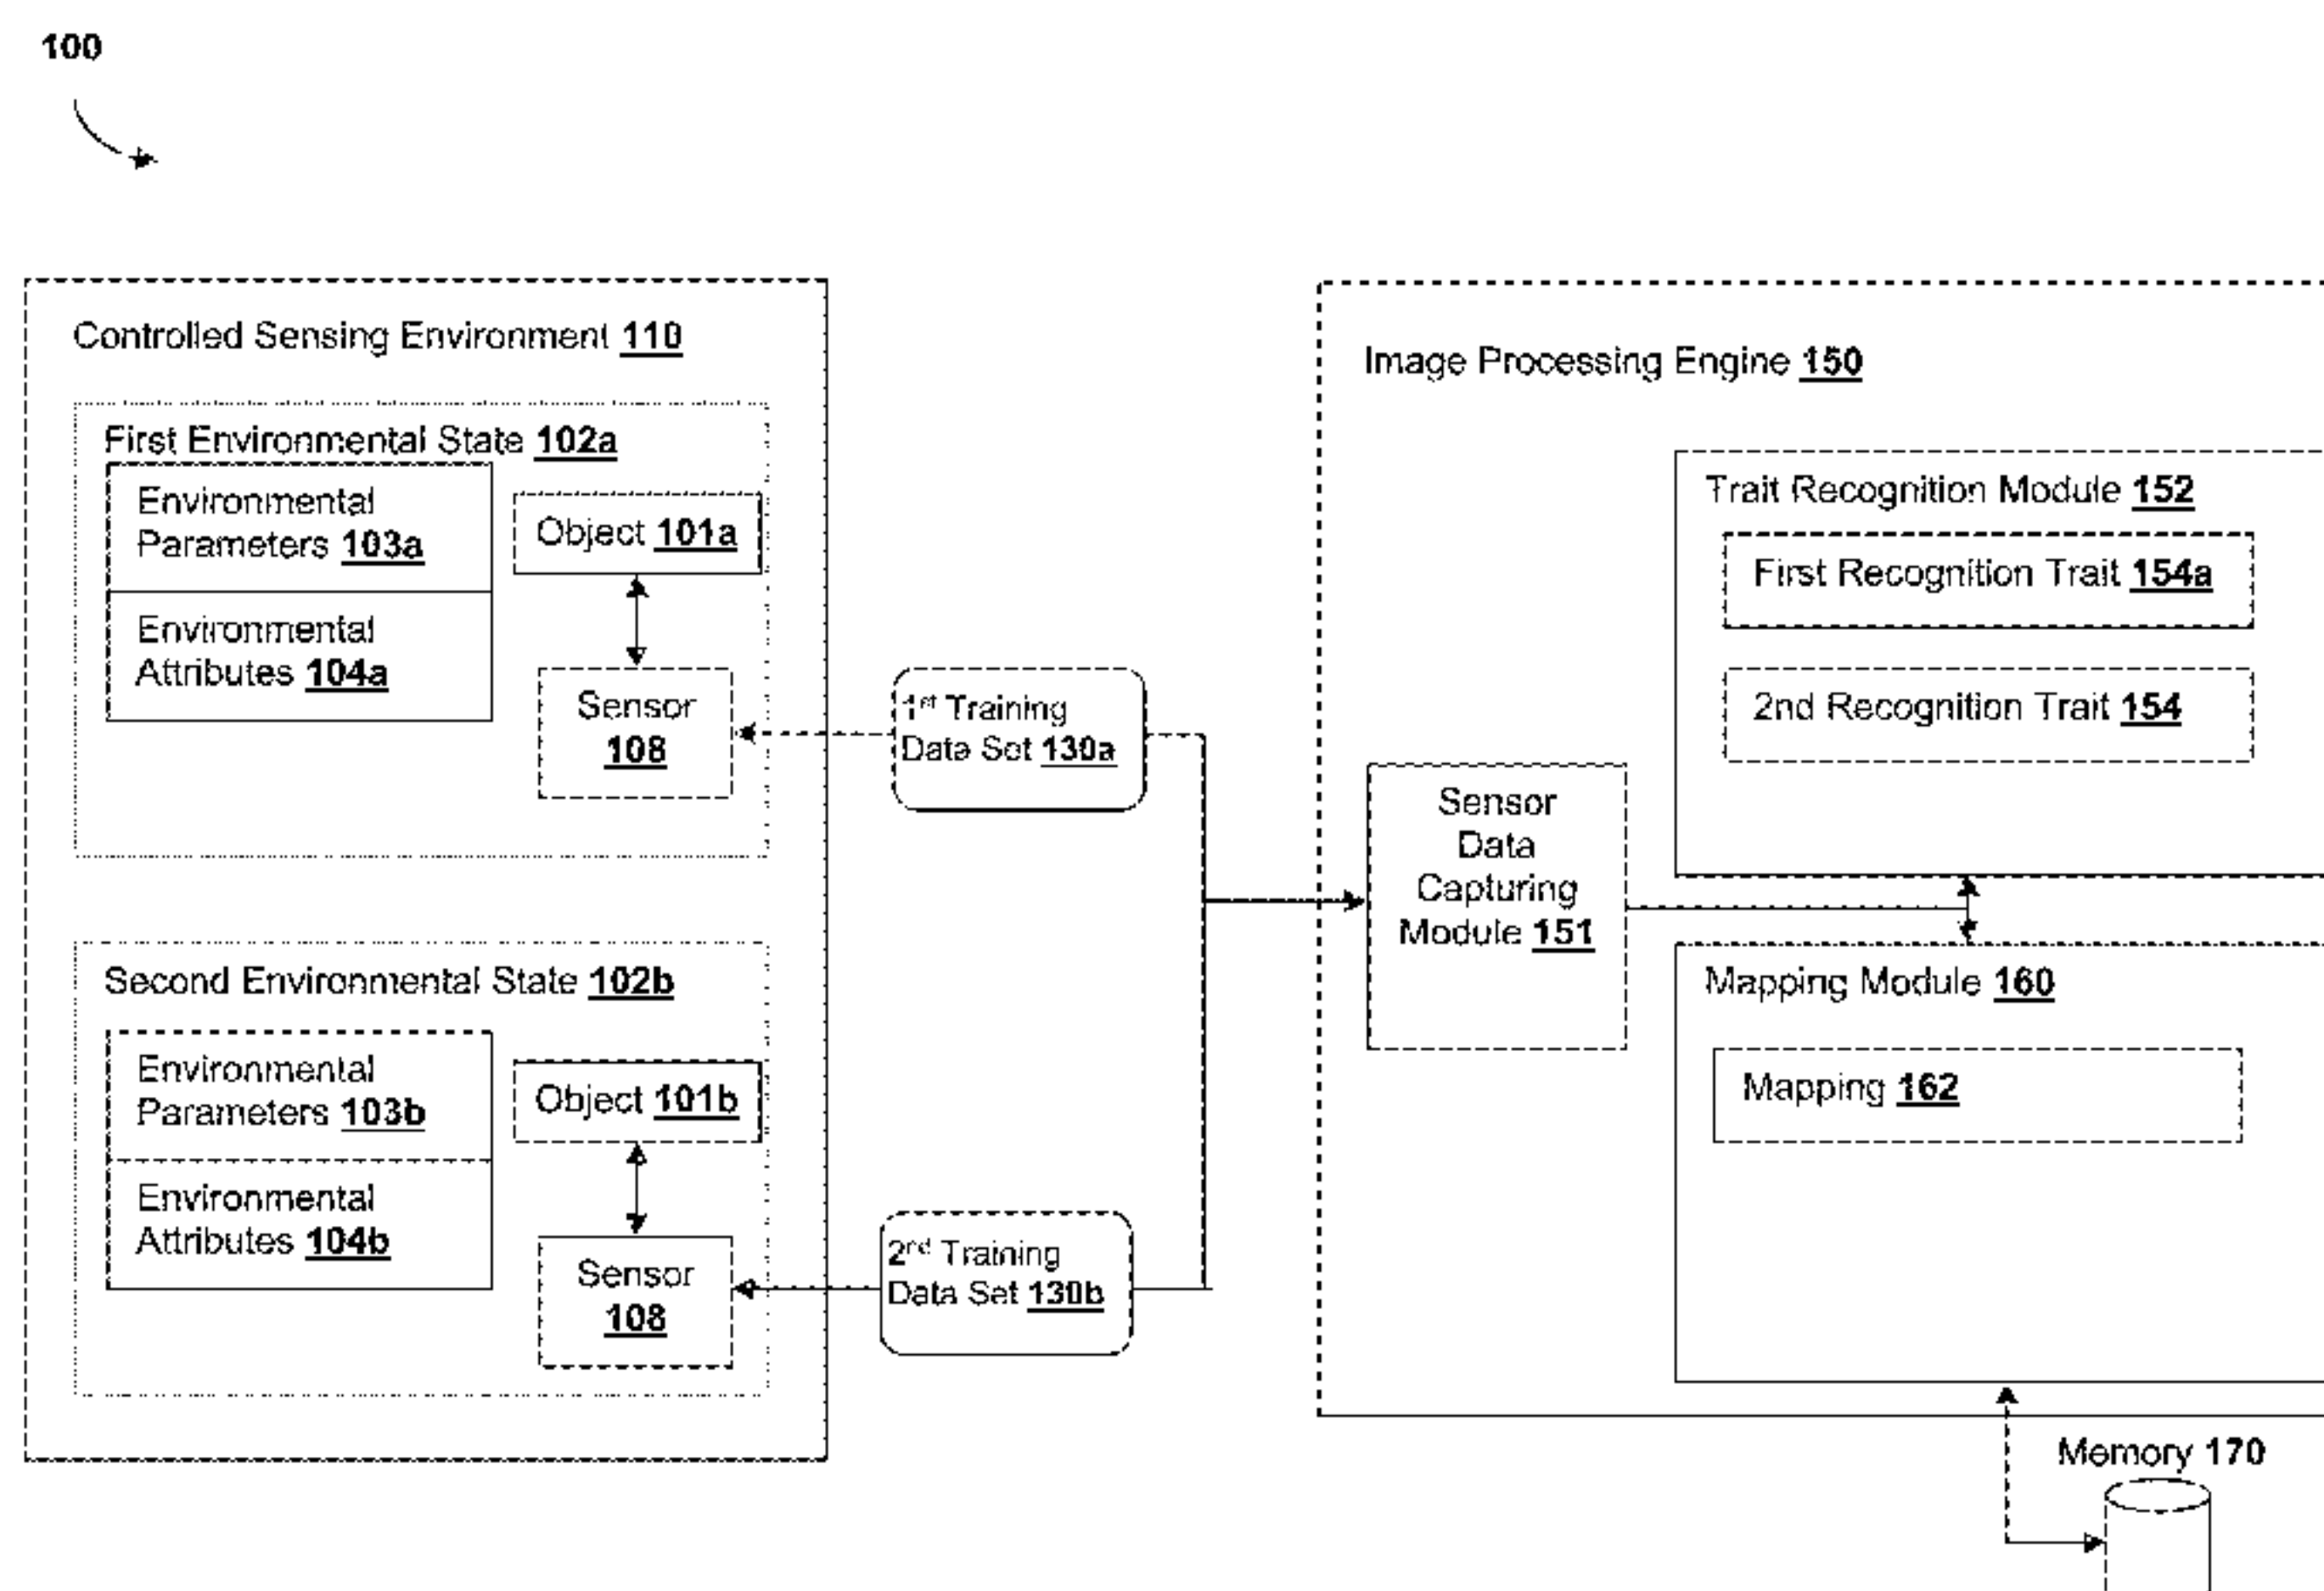 100
Controlled Sensing Environment 110
First Environmental State 102a
Environmental
Parameters 103a
Environmental
Attributes 104a
Object 101a
Sensor
108
1st Training
Data Set 130a
Second Environmental State 102b
Environmental
Parameters 103b
Environmental
Attributes 104b
Object 101b
Sensor
108
2nd Training
Data Set 130b
Image Processing Engine 150
Sensor
Data
Capturing
Module 151
Trait Recognition Module 152
First Recognition Trait 154a
2nd Recognition Trait 154
Mapping Module 160
Mapping 162
Memory 170